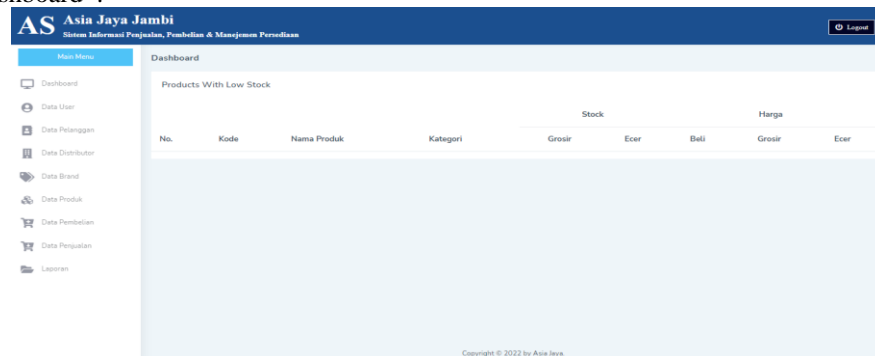 AS Asia Jaya Jambi
Sistem Informasi Penjualan, Pembelian & Manejemen Persediaan
Logout
Main Menu
Dashboard
Data User
Data Pelanggan
Data Distributor
Data Brand
Data Produk
Data Pembelian
Data Penjualan
Laporan
Dashboard
Products With Low Stock
Stock Harga
No. Kode Nama Produk Kategori Grosir Ecer Beli Grosir Ecer
Copyright © 2022 by Asia Jaya